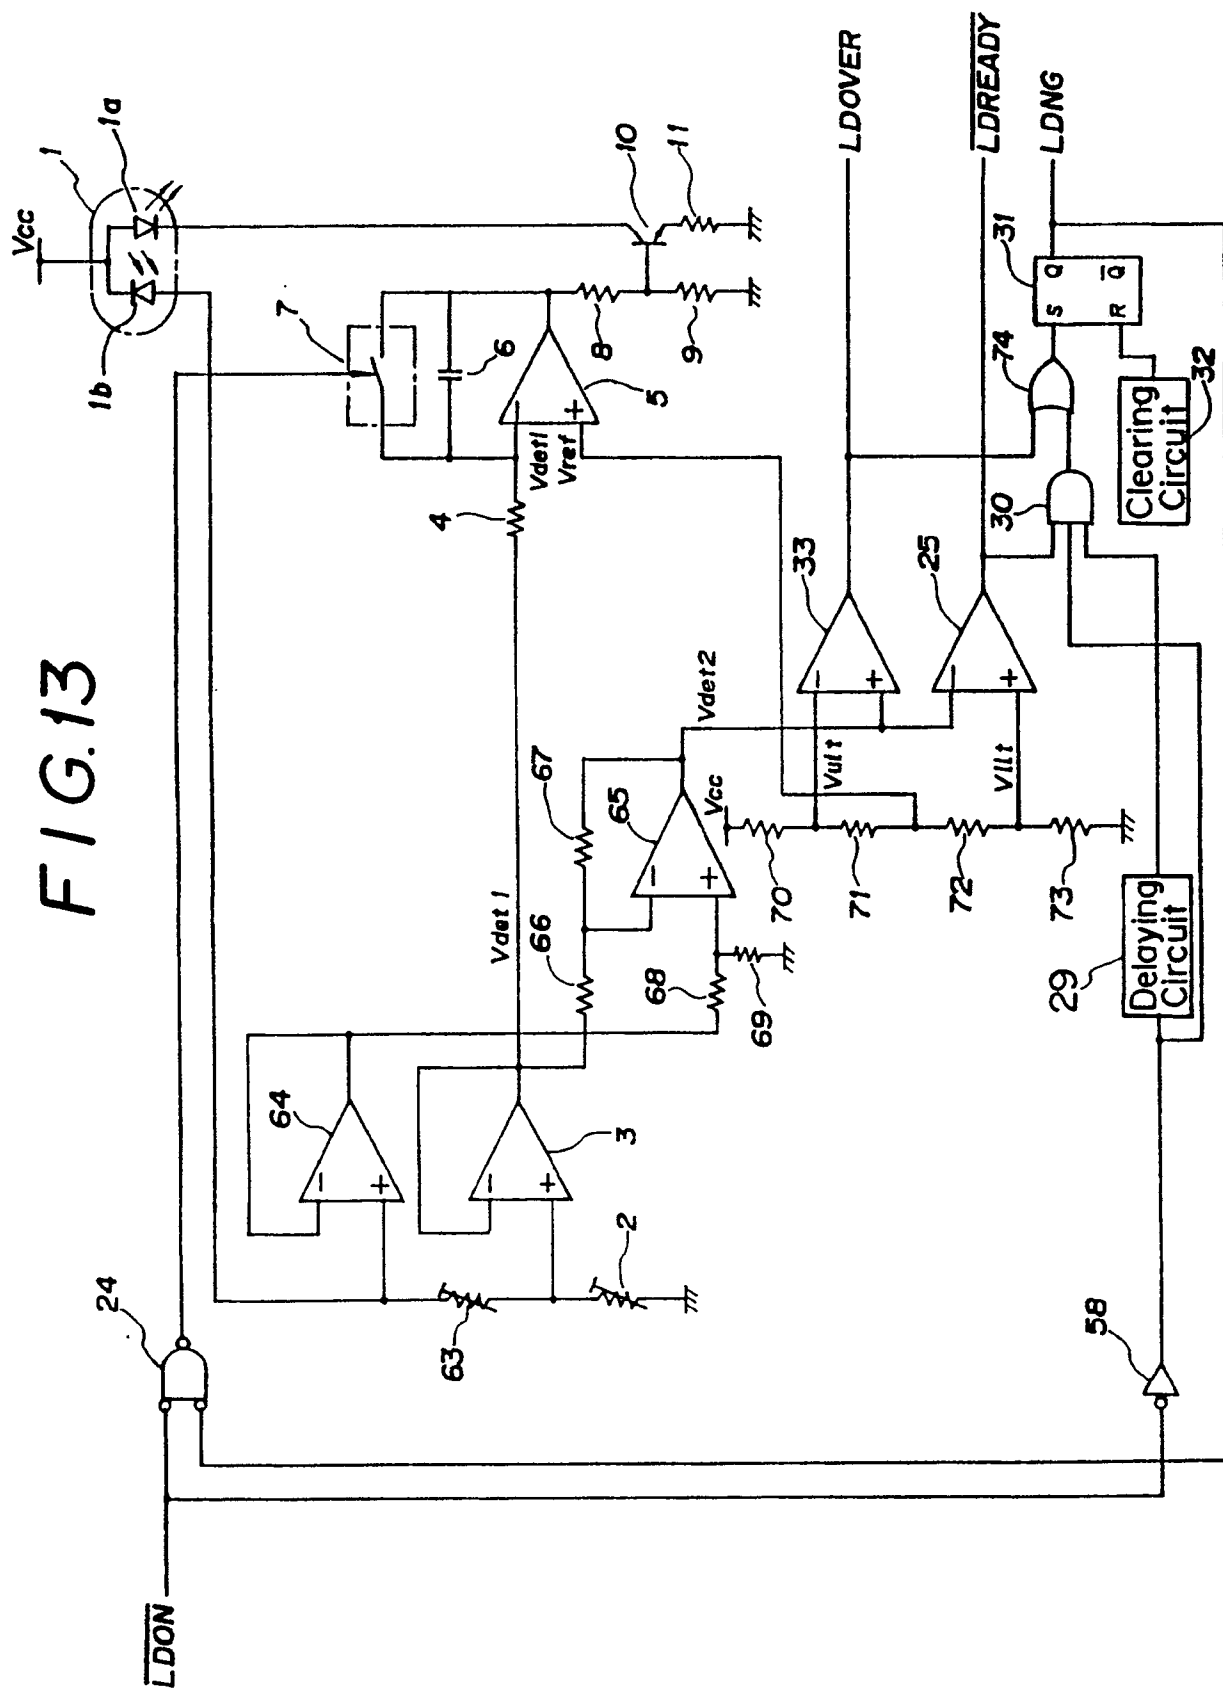 FIG.13
Vcc
1
1a
1b
7
6
5
8
9
10
11
4
Vdet1
Vref
Vdet 1
24
64
3
63
2
66
67
65
68
69
Vdet2
Vcc
70
71
72
73
Vult
Vllt
33
25
LDOVER
LDREADY
LDNG
74
30
31
S
Q
R
Q
Clearing
Circuit
32
29
Delaying
Circuit
58
LDON